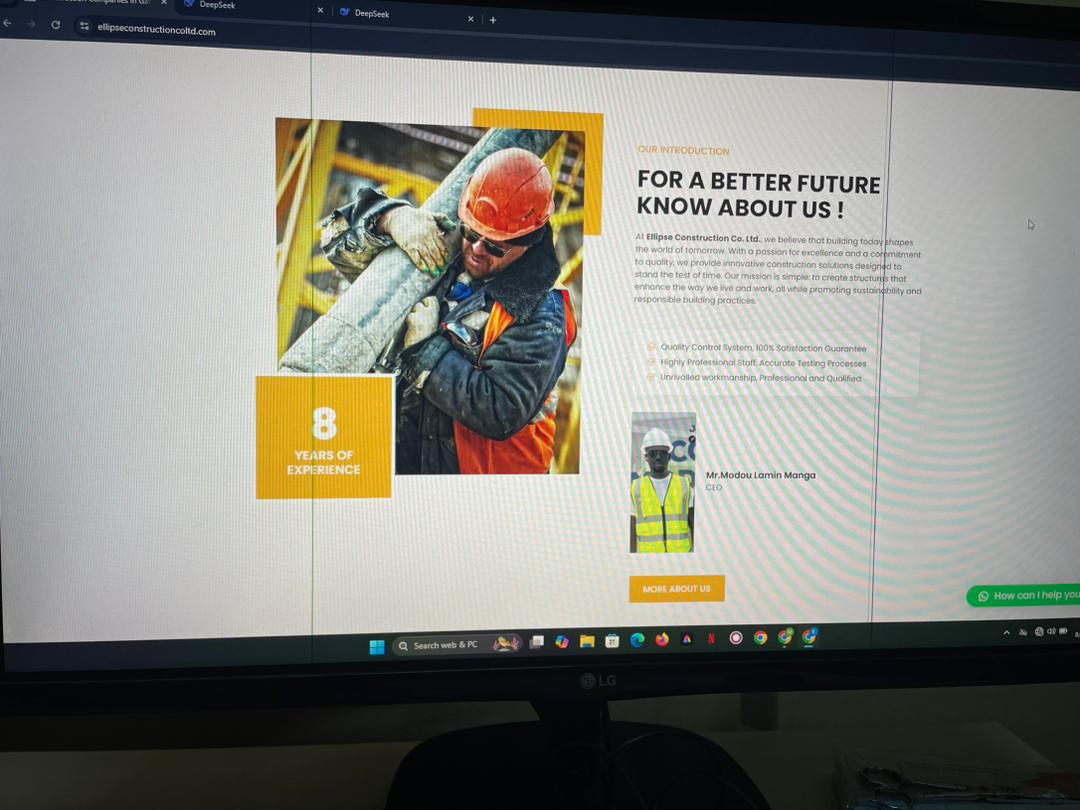 DeepSeek
DeepSeek
ellipseconstructioncoltd.com
OUR INTRODUCTION
FOR A BETTER FUTURE
KNOW ABOUT US !
At Ellipse Construction Co. Ltd., we believe that building today shapes
the world of tomorrow. With a passion for excellence and a commitment
to quality, we provide innovative construction solutions designed to
stand the test of time. Our mission is simple: to create structures that
enhance the way we live and work, all while promoting sustainability and
responsible building practices.
Quality Control System, 100% Satisfaction Guarantee
Highly Professional Staff, Accurate Testing Processes
Unrivalled workmanship, Professional and Qualified
8
YEARS OF
EXPERIENCE
Mr.Modou Lamin Manga
CEO
MORE ABOUT US
How can I help you
Search web & PC
LG